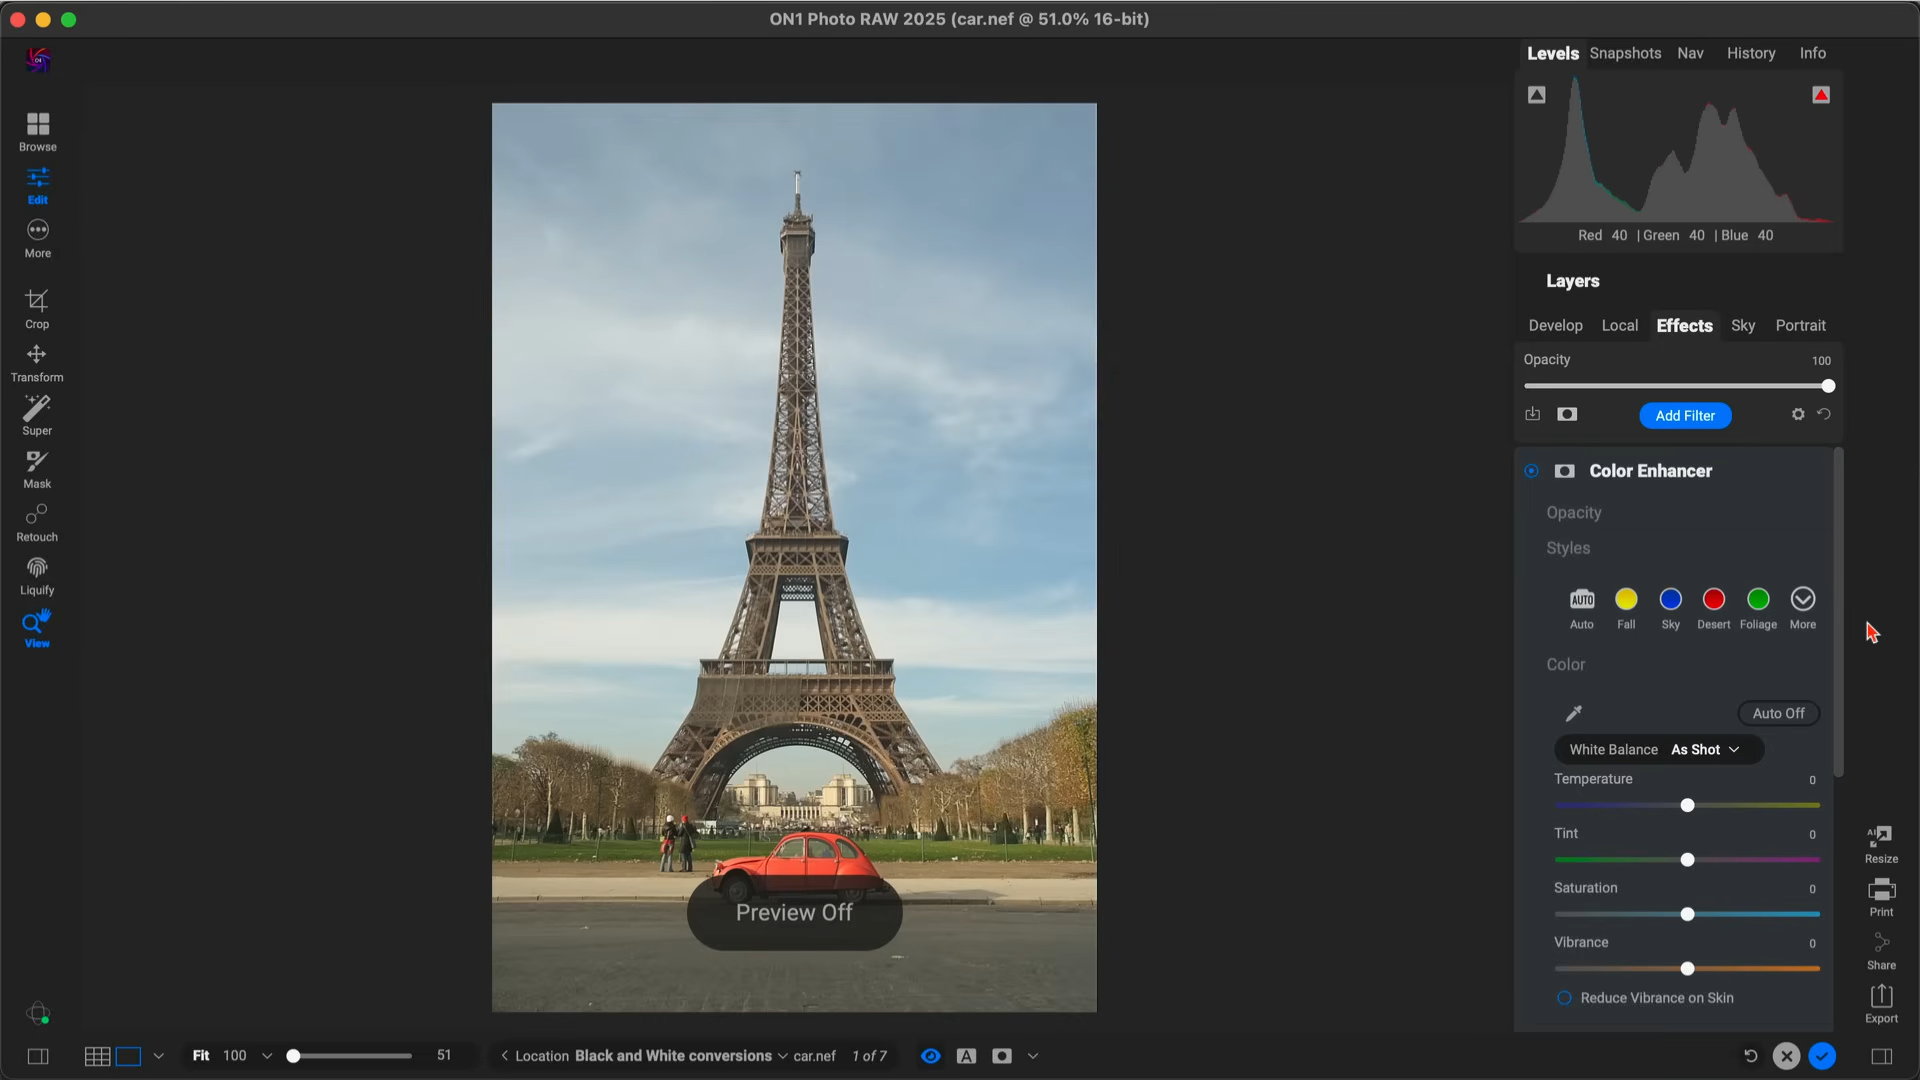 ON1 Photo RAW 2025 (car.nef @ 51.0% 16-bit)
Levels Snapshots Nav History Info
Red 40 | Green 40 | Blue 40
Layers
Develop Local Effects Sky Portrait
Opacity 100
Add Filter
Color Enhancer
Opacity
Styles
AUTO
Auto Fall Sky Desert Foliage More
Color
Auto Off
White Balance As Shot
Temperature 0
Tint 0
Saturation 0
Vibrance 0
Reduce Vibrance on Skin
Browse
Edit
More
Crop
Transform
Super
Mask
Retouch
Liquify
View
Preview Off
AI
Resize
Print
Share
Export
Fit 100 51
Location Black and White conversions car.nef 1 of 7
A